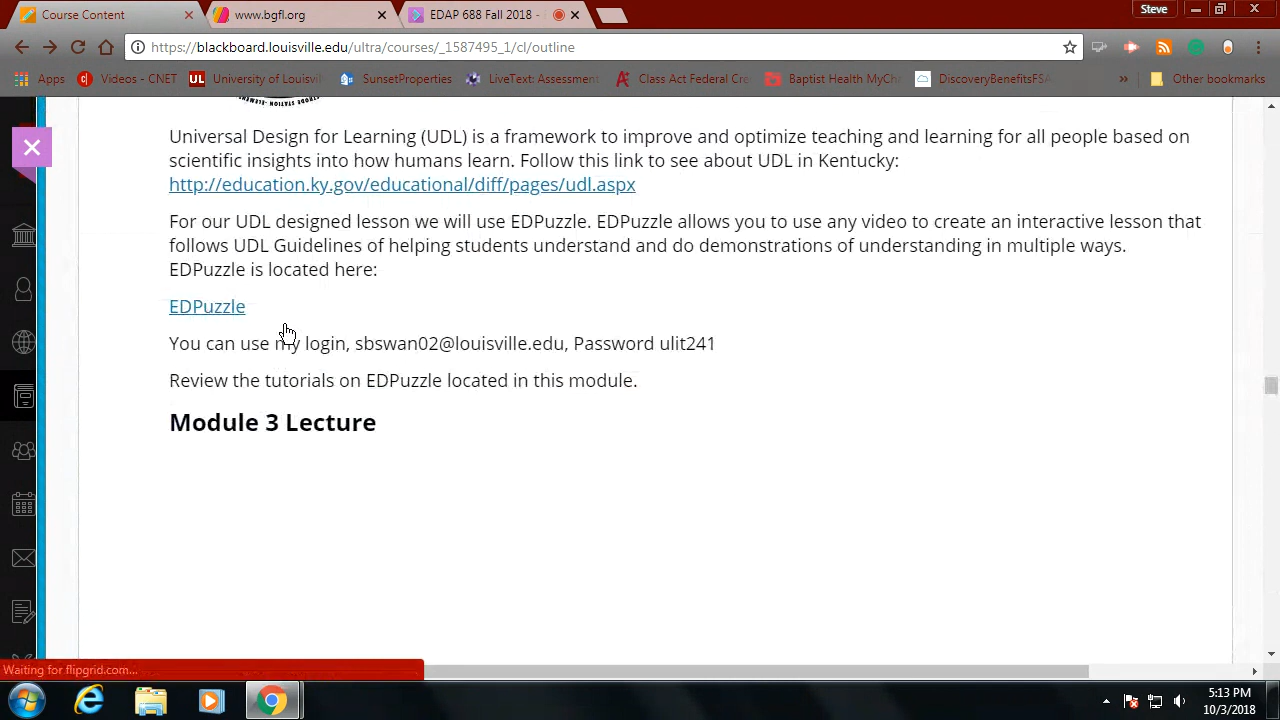 Course Content
www.bgfl.org
EDAP 688 Fall 2018 -
Steve
https://blackboard.louisville.edu/ultra/courses/_1587495_1/cl/outline
Apps
Videos - CNET
University of Louisvil
SunsetProperties
LiveText: Assessment
Class Act Federal Cre
Baptist Health MyCh
DiscoveryBenefitsFSA
Other bookmarks
Universal Design for Learning (UDL) is a framework to improve and optimize teaching and learning for all people based on
scientific insights into how humans learn. Follow this link to see about UDL in Kentucky:
http://education.ky.gov/educational/diff/pages/udl.aspx
For our UDL designed lesson we will use EDPuzzle. EDPuzzle allows you to use any video to create an interactive lesson that
follows UDL Guidelines of helping students understand and do demonstrations of understanding in multiple ways.
EDPuzzle is located here:
EDPuzzle
You can use my login, sbswan02@louisville.edu, Password ulit241
Review the tutorials on EDPuzzle located in this module.
Module 3 Lecture
Waiting for flipgrid.com...
5:13 PM
10/3/2018